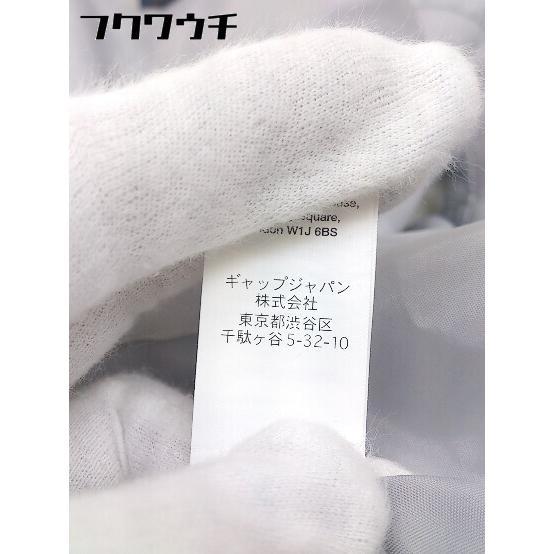 フクワウチ
square,
W1J 6BS
ギャップジャパン
株式会社
東京都渋谷区
千駄ヶ谷5-32-10